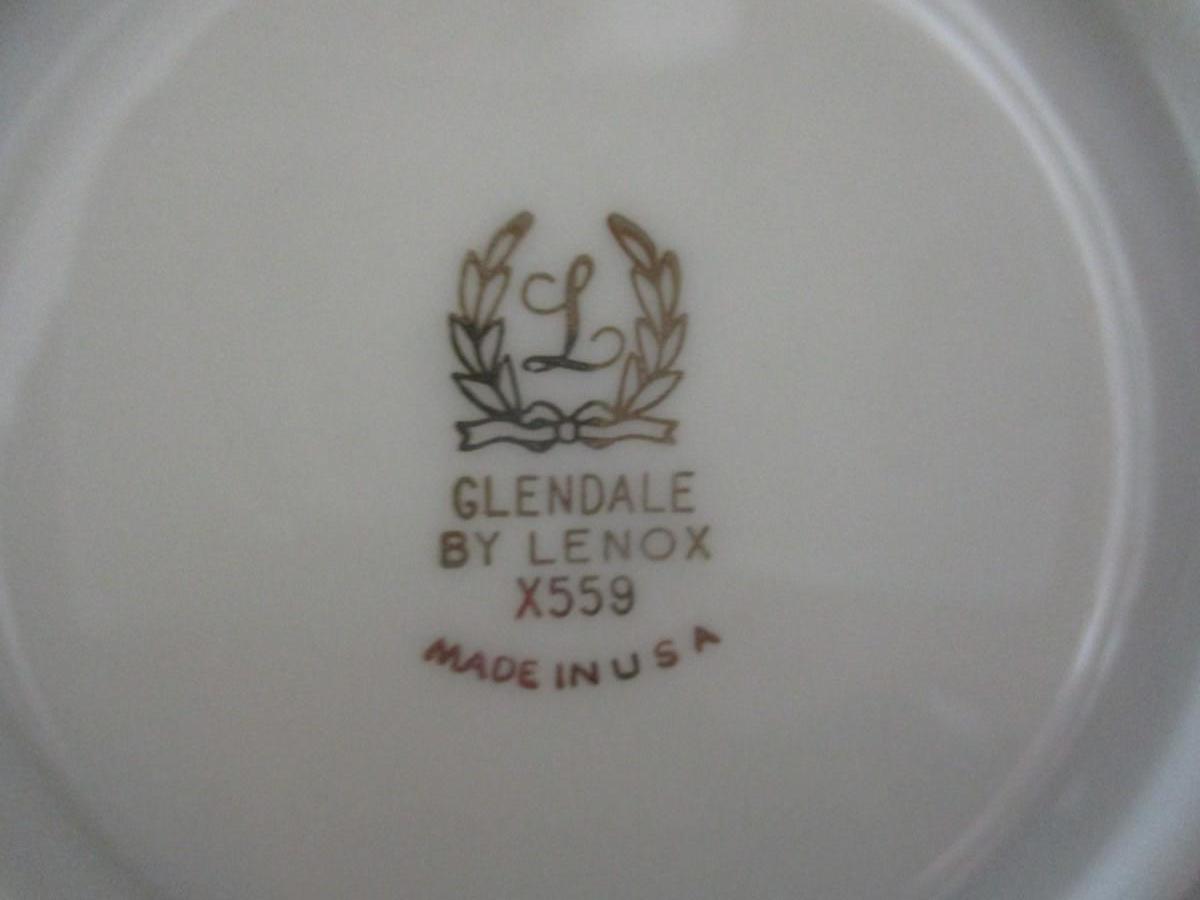 L
GLENDALE
BY LENOX
X559
MADE IN USA